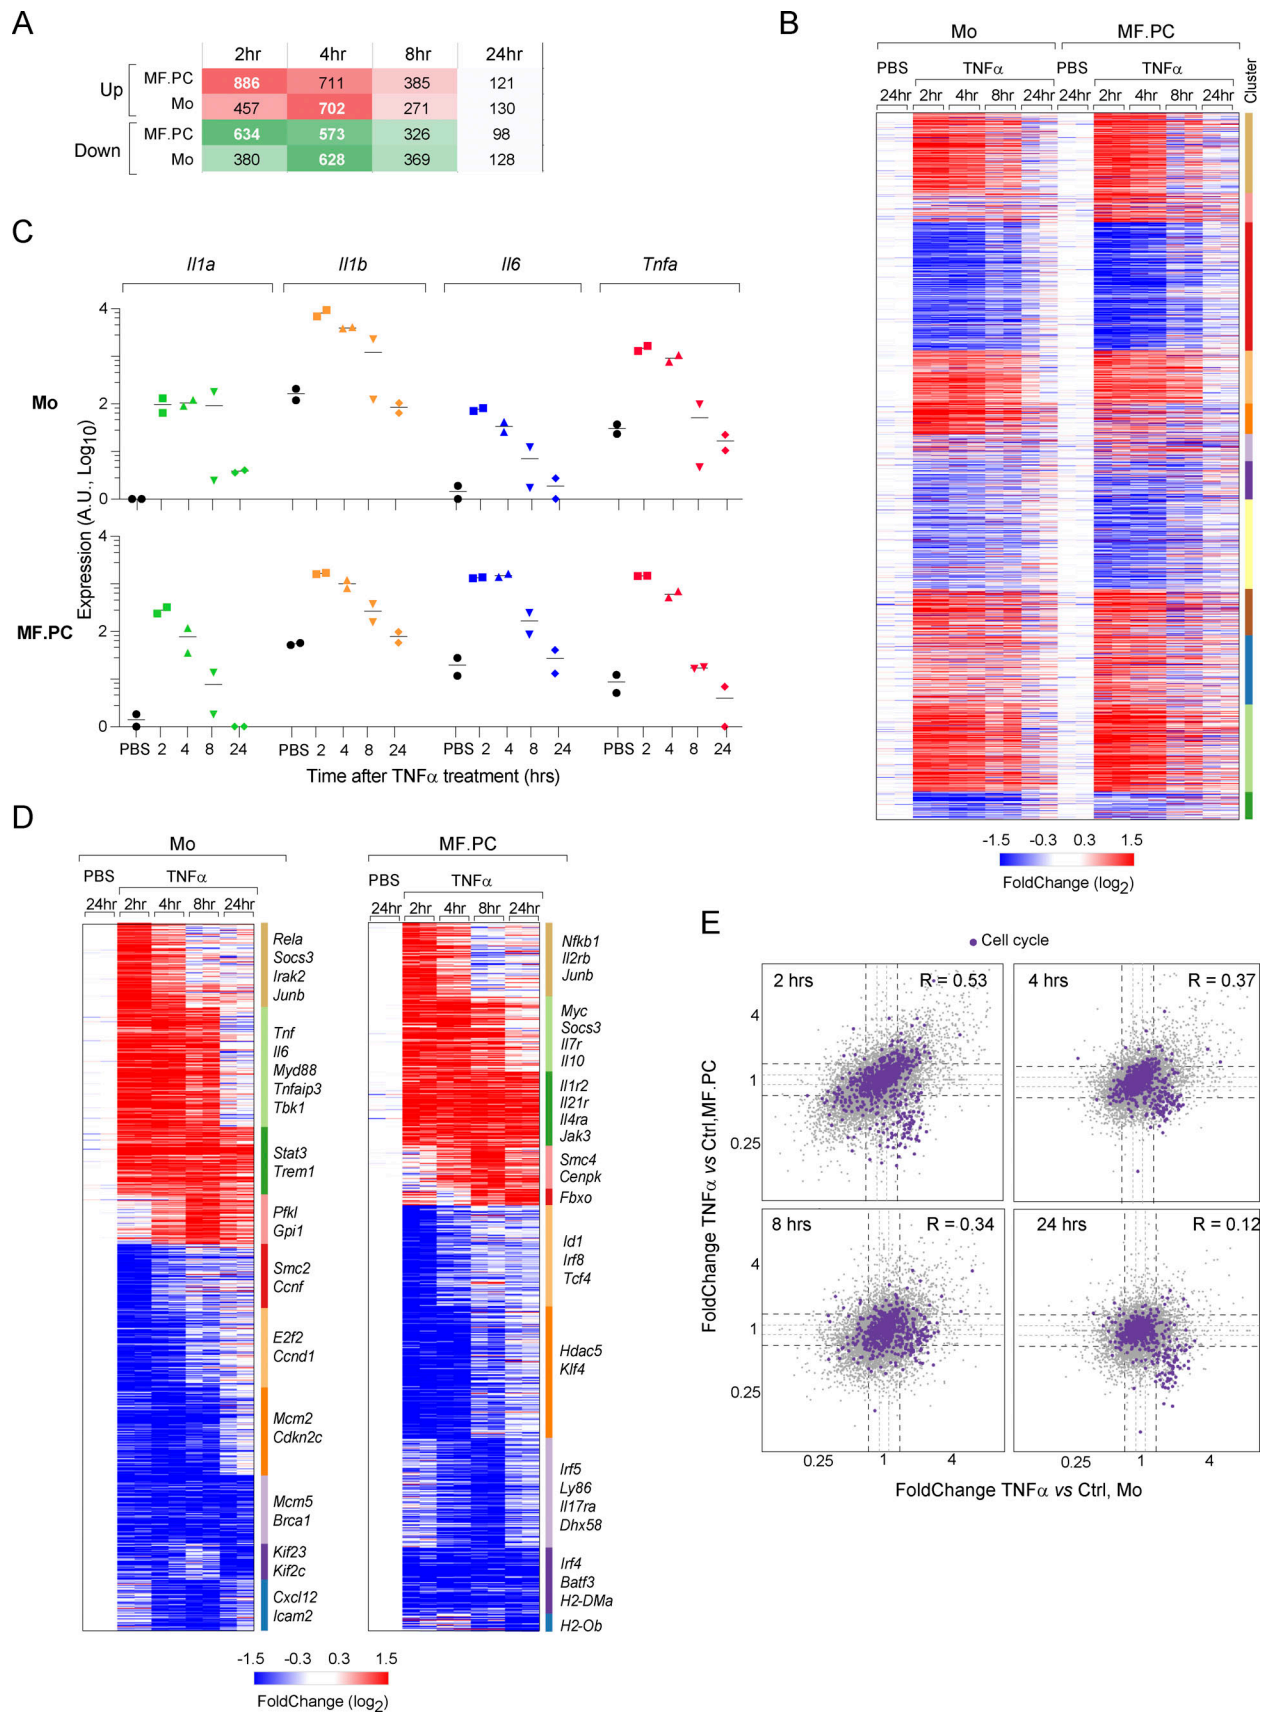 A
2hr 4hr 8hr 24hr
Up
MF.PC 886 711 385 121
Mo 457 702 271 130
Down
MF.PC 634 573 326 98
Mo 380 628 369 128
B
Mo MF.PC
PBS TNFα PBS TNFα
24hr 2hr 4hr 8hr 24hr 24hr 2hr 4hr 8hr 24hr
Cluster
-1.5 -0.3 0.3 1.5
FoldChange (log2)
C
Il1a Il1b Il6 Tnfa
Expression (A.U., Log10)
Mo
4
2
0
MF.PC
4
2
0
PBS 2 4 8 24 PBS 2 4 8 24 PBS 2 4 8 24 PBS 2 4 8 24
Time after TNFα treatment (hrs)
D
Mo
PBS TNFα
24hr 2hr 4hr 8hr 24hr
Rela
Socs3
Irak2
Junb
Tnf
Il6
Myd88
Tnfaip3
Tbk1
Stat3
Trem1
Pfkl
Gpi1
Smc2
Ccnf
E2f2
Ccnd1
Mcm2
Cdkn2c
Mcm5
Brca1
Kif23
Kif2c
Cxcl12
Icam2
MF.PC
PBS TNFα
24hr 2hr 4hr 8hr 24hr
Nfkb1
Il2rb
Junb
Myc
Socs3
Il7r
Il10
Il1r2
Il21r
Il4ra
Jak3
Smc4
Cenpk
Fbxo
Id1
Irf8
Tcf4
Hdac5
Klf4
Irf5
Ly86
Il17ra
Dhx58
Irf4
Batf3
H2-DMa
H2-Ob
-1.5 -0.3 0.3 1.5
FoldChange (log2)
E
Cell cycle
2 hrs R = 0.53
4 hrs R = 0.37
8 hrs R = 0.34
24 hrs R = 0.12
FoldChange TNFα vs Ctrl,MF.PC
4
1
0.25
4
1
0.25
0.25 1 4 0.25 1 4
FoldChange TNFα vs Ctrl, Mo